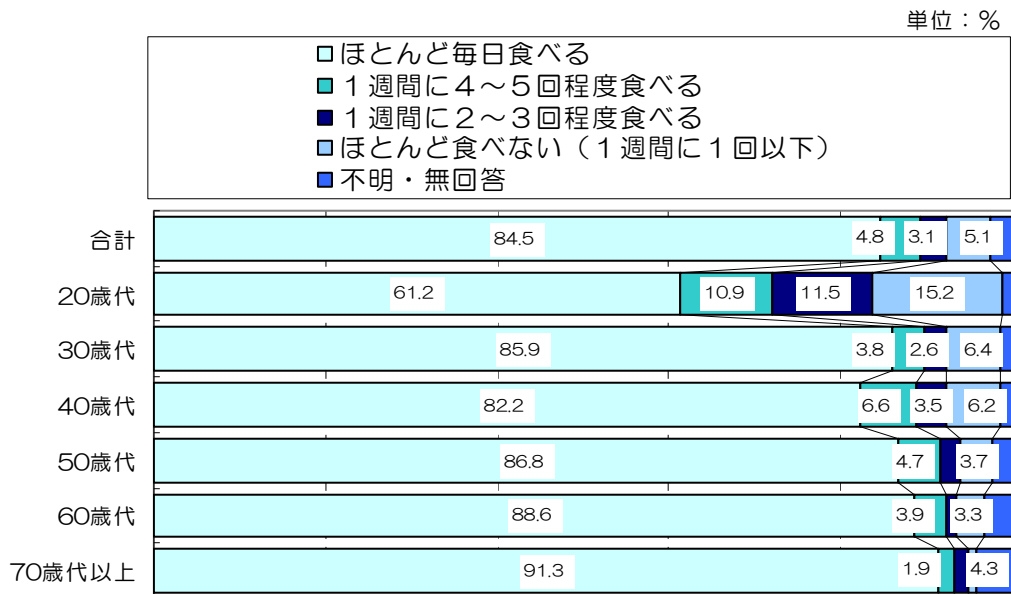 単位：％
ほとんど毎日食べる
１週間に４～５回程度食べる
１週間に２～３回程度食べる
ほとんど食べない（１週間に１回以下）
不明・無回答
合計 84.5 4.8 3.1 5.1
20歳代 61.2 10.9 11.5 15.2
30歳代 85.9 3.8 2.6 6.4
40歳代 82.2 6.6 3.5 6.2
50歳代 86.8 4.7 3.7
60歳代 88.6 3.9 3.3
70歳代以上 91.3 1.9 4.3